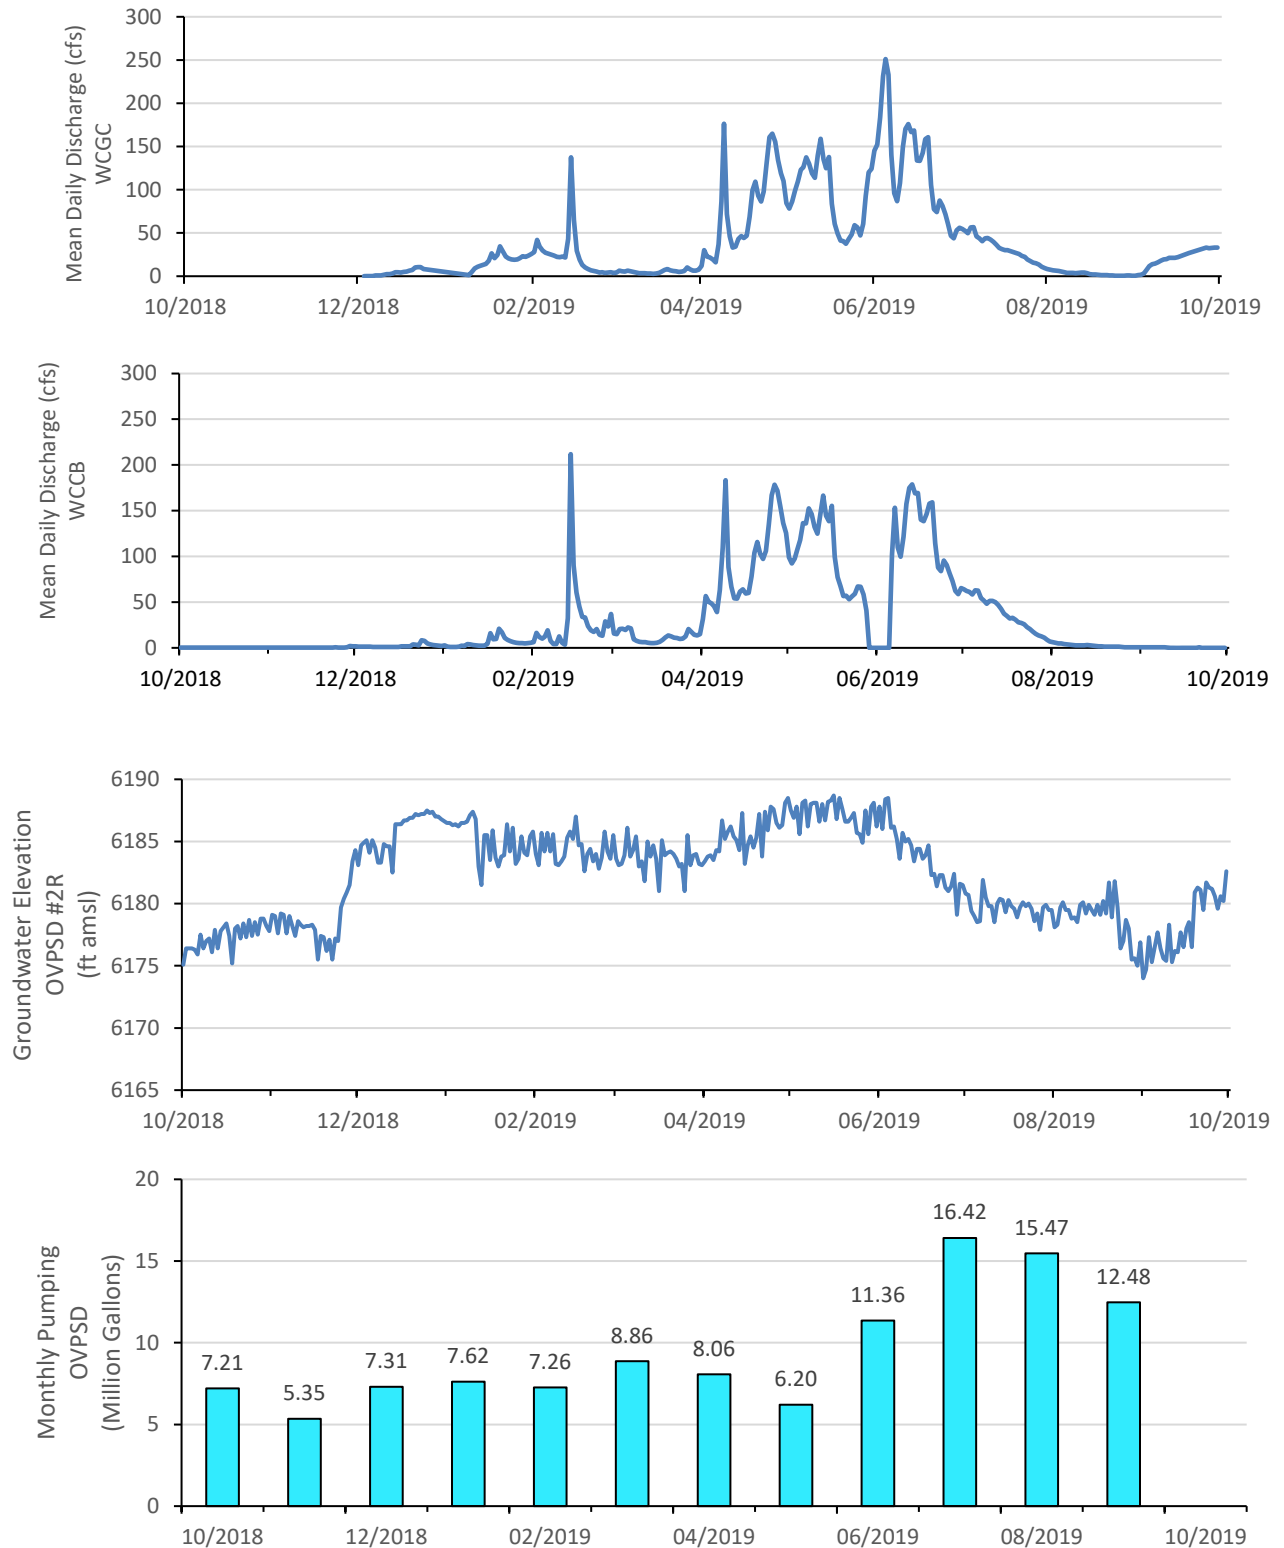 Mean Daily Discharge (cfs)
WCGC
300
250
200
150
100
50
0
10/2018 12/2018 02/2019 04/2019 06/2019 08/2019 10/2019
Mean Daily Discharge (cfs)
WCCB
300
250
200
150
100
50
0
10/2018 12/2018 02/2019 04/2019 06/2019 08/2019 10/2019
Groundwater Elevation
OVPSD #2R
(ft amsl)
6190
6185
6180
6175
6170
6165
10/2018 12/2018 02/2019 04/2019 06/2019 08/2019 10/2019
Monthly Pumping
OVPSD
(Million Gallons)
20
15
10
5
0
7.21 5.35 7.31 7.62 7.26 8.86 8.06 6.20 11.36 16.42 15.47 12.48
10/2018 12/2018 02/2019 04/2019 06/2019 08/2019 10/2019